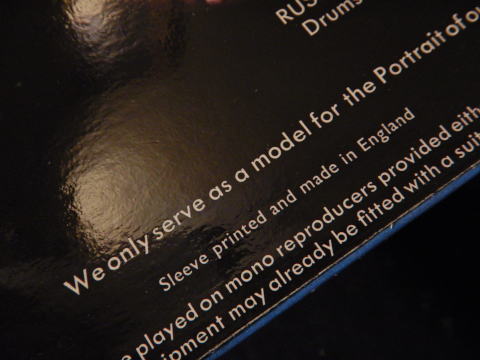 RUS
Drums
We only serve as a model for the Portrait of ou
Sleeve printed and made in England
e played on mono reproducers provided eith
ipment may already be fitted with a suit